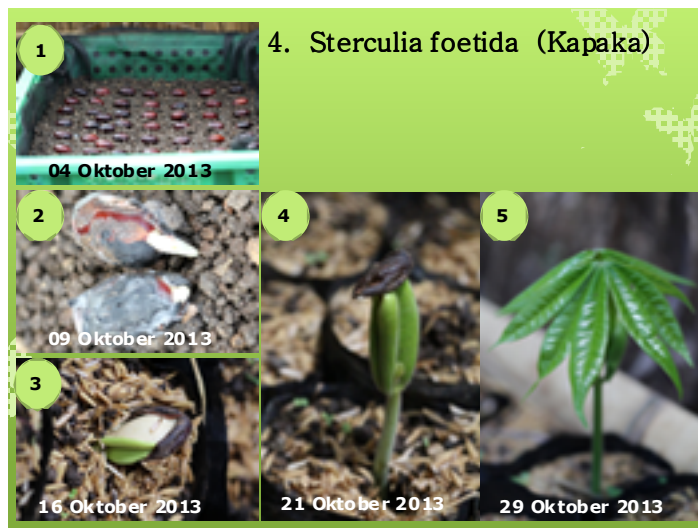 4. Sterculia foetida (Kapaka)
1
04 Oktober 2013
2
09 Oktober 2013
3
16 Oktober 2013
4
21 Oktober 2013
5
29 Oktober 2013